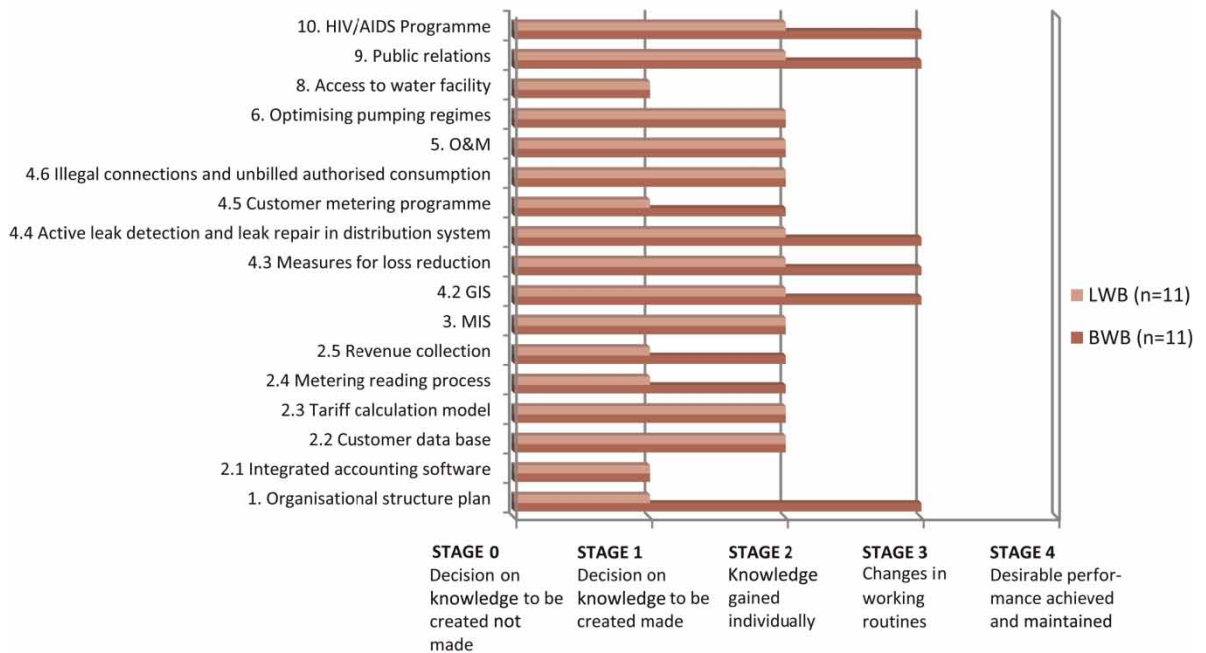 10. HIV/AIDS Programme
9. Public relations
8. Access to water facility
6. Optimising pumping regimes
5. O&M
4.6 Illegal connections and unbilled authorised consumption
4.5 Customer metering programme
4.4 Active leak detection and leak repair in distribution system
4.3 Measures for loss reduction
4.2 GIS
3. MIS
2.5 Revenue collection
2.4 Metering reading process
2.3 Tariff calculation model
2.2 Customer data base
2.1 Integrated accounting software
1. Organisational structure plan
LWB (n=11)
BWB (n=11)
STAGE 0
Decision on
knowledge to be
created not
made
STAGE 1
Decision on
knowledge to be
created made
STAGE 2
Knowledge
gained
individually
STAGE 3
Changes in
working
routines
STAGE 4
Desirable perfor-
mance achieved
and maintained